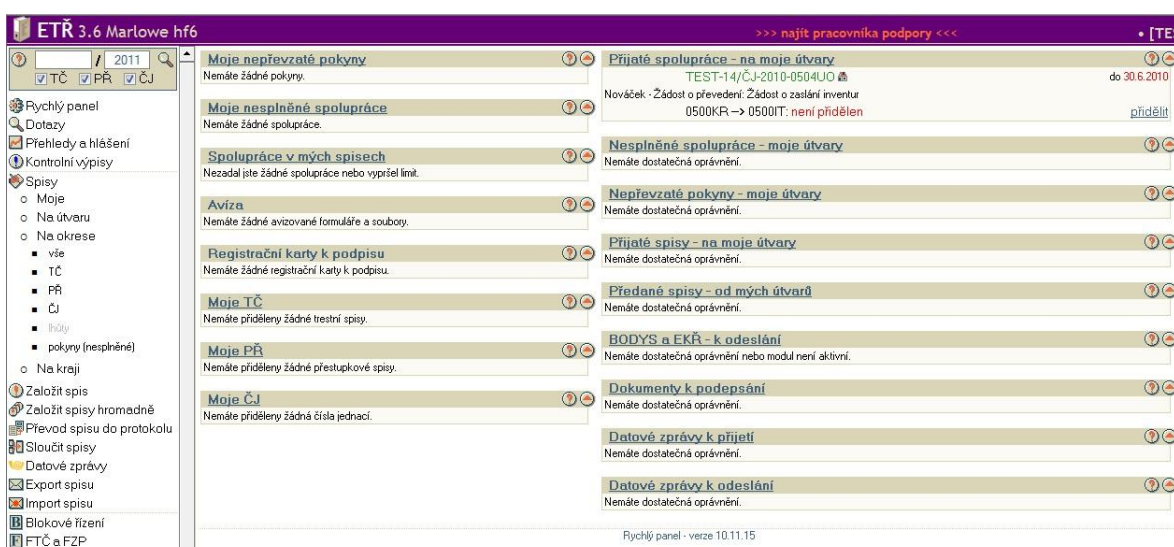 ETŘ 3.6 Marlowe hf6
>>> najít pracovníka podpory <<<
• [TE
/ 2011
TČ PŘ ČJ
Rychlý panel
Dotazy
Přehledy a hlášení
Kontrolní výpisy
Spisy
Moje
Na útvaru
Na okrese
vše
TČ
PŘ
ČJ
lhůty
pokyny (nesplněné)
Na kraji
Založit spis
Založit spisy hromadně
Převod spisu do protokolu
Sloučit spisy
Datové zprávy
Export spisu
Import spisu
B Blokové řízení
F FTČ a FZP
Moje nepřevzaté pokyny
Nemáte žádné pokyny.
Moje nesplněné spolupráce
Nemáte žádné spolupráce.
Spolupráce v mých spisech
Nezadal jste žádné spolupráce nebo vypršel limit.
Avíza
Nemáte žádné avizované formuláře a soubory.
Registrační karty k podpisu
Nemáte žádné registrační karty k podpisu.
Moje TČ
Nemáte přiděleny žádné trestní spisy.
Moje PŘ
Nemáte přiděleny žádné přestupkové spisy.
Moje ČJ
Nemáte přiděleny žádná čísla jednací.
Přijaté spolupráce - na moje útvary
TEST-14/ČJ-2010-0504UO do 30.6.2010
Nováček - Žádost o převedení: Žádost o zaslání inventur
0500KR --> 0500IT: není přidělen přidělit
Nesplněné spolupráce - moje útvary
Nemáte dostatečná oprávnění.
Nepřevzaté pokyny - moje útvary
Nemáte dostatečná oprávnění.
Přijaté spisy - na moje útvary
Nemáte dostatečná oprávnění.
Předané spisy - od mých útvarů
Nemáte dostatečná oprávnění.
BODYS a EKŘ - k odeslání
Nemáte dostatečná oprávnění nebo modul není aktivní.
Dokumenty k podepsání
Nemáte dostatečná oprávnění.
Datové zprávy k přijetí
Nemáte dostatečná oprávnění.
Datové zprávy k odeslání
Nemáte dostatečná oprávnění.
Rychlý panel - verze 10.11.15